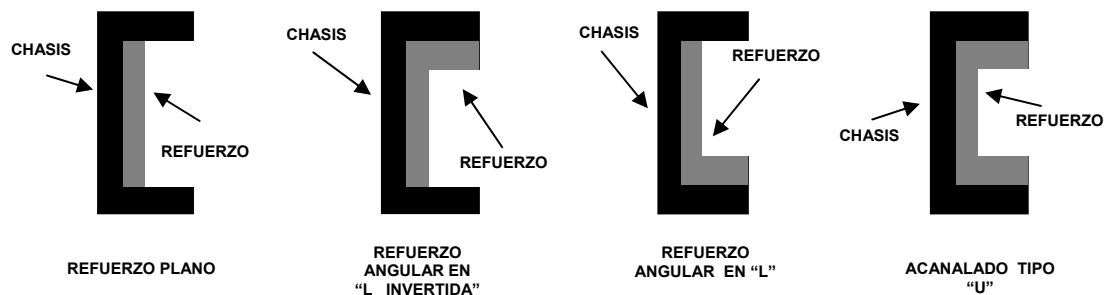 CHASIS
REFUERZO
REFUERZO PLANO
CHASIS
REFUERZO
REFUERZO
ANGULAR EN
“L INVERTIDA”
CHASIS
REFUERZO
REFUERZO
ANGULAR EN “L”
CHASIS
REFUERZO
ACANALADO TIPO
“U”